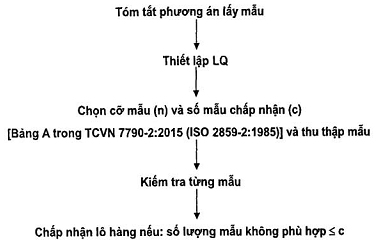 Tóm tắt phương án lấy mẫu
Thiết lập LQ
Chọn cỡ mẫu (n) và số mẫu chấp nhận (c)
[Bảng A trong TCVN 7790-2:2015 (ISO 2859-2:1985)] và thu thập mẫu
Kiểm tra từng mẫu
Chấp nhận lô hàng nếu: số lượng mẫu không phù hợp ≤ c